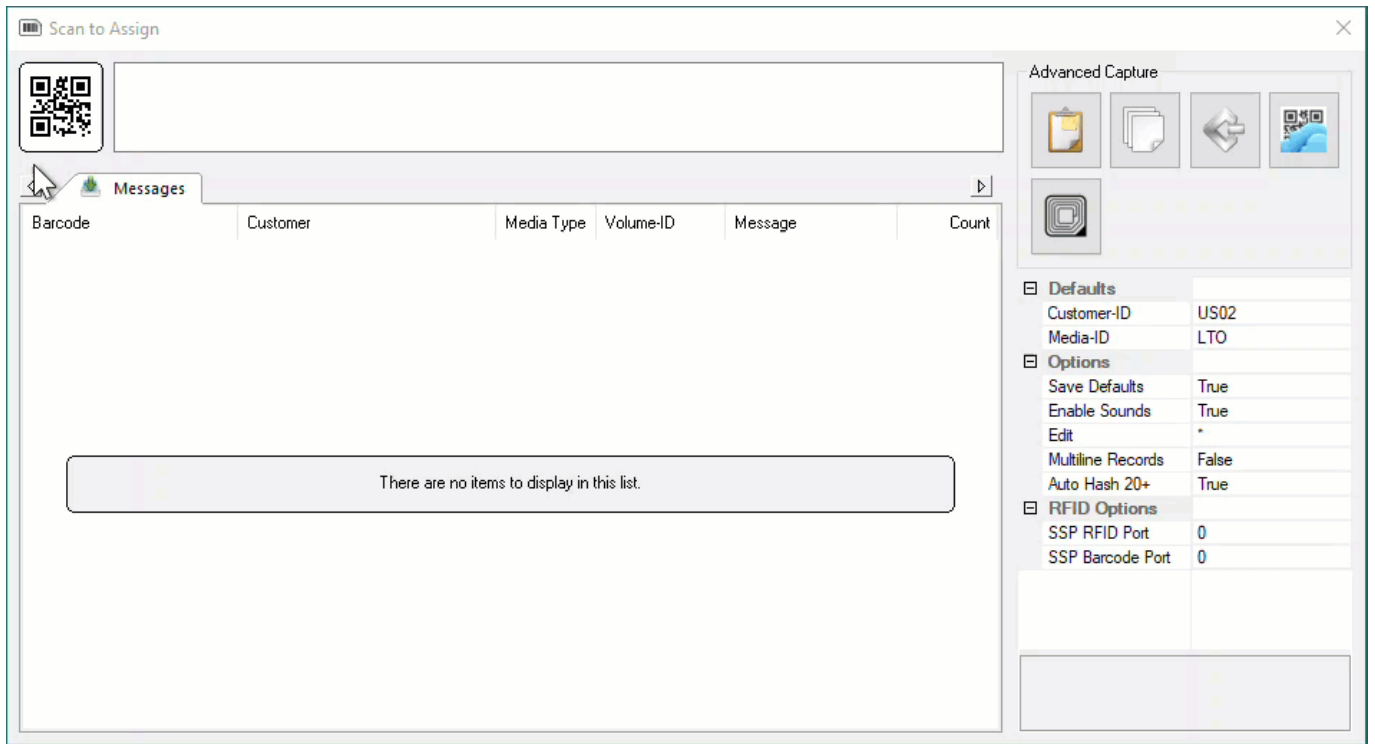 Scan to Assign
Advanced Capture
Messages
Barcode Customer Media Type Volume-ID Message Count
There are no items to display in this list.
Defaults
Customer-ID US02
Media-ID LTO
Options
Save Defaults True
Enable Sounds True
Edit *
Multiline Records False
Auto Hash 20+ True
RFID Options
SSP RFID Port 0
SSP Barcode Port 0